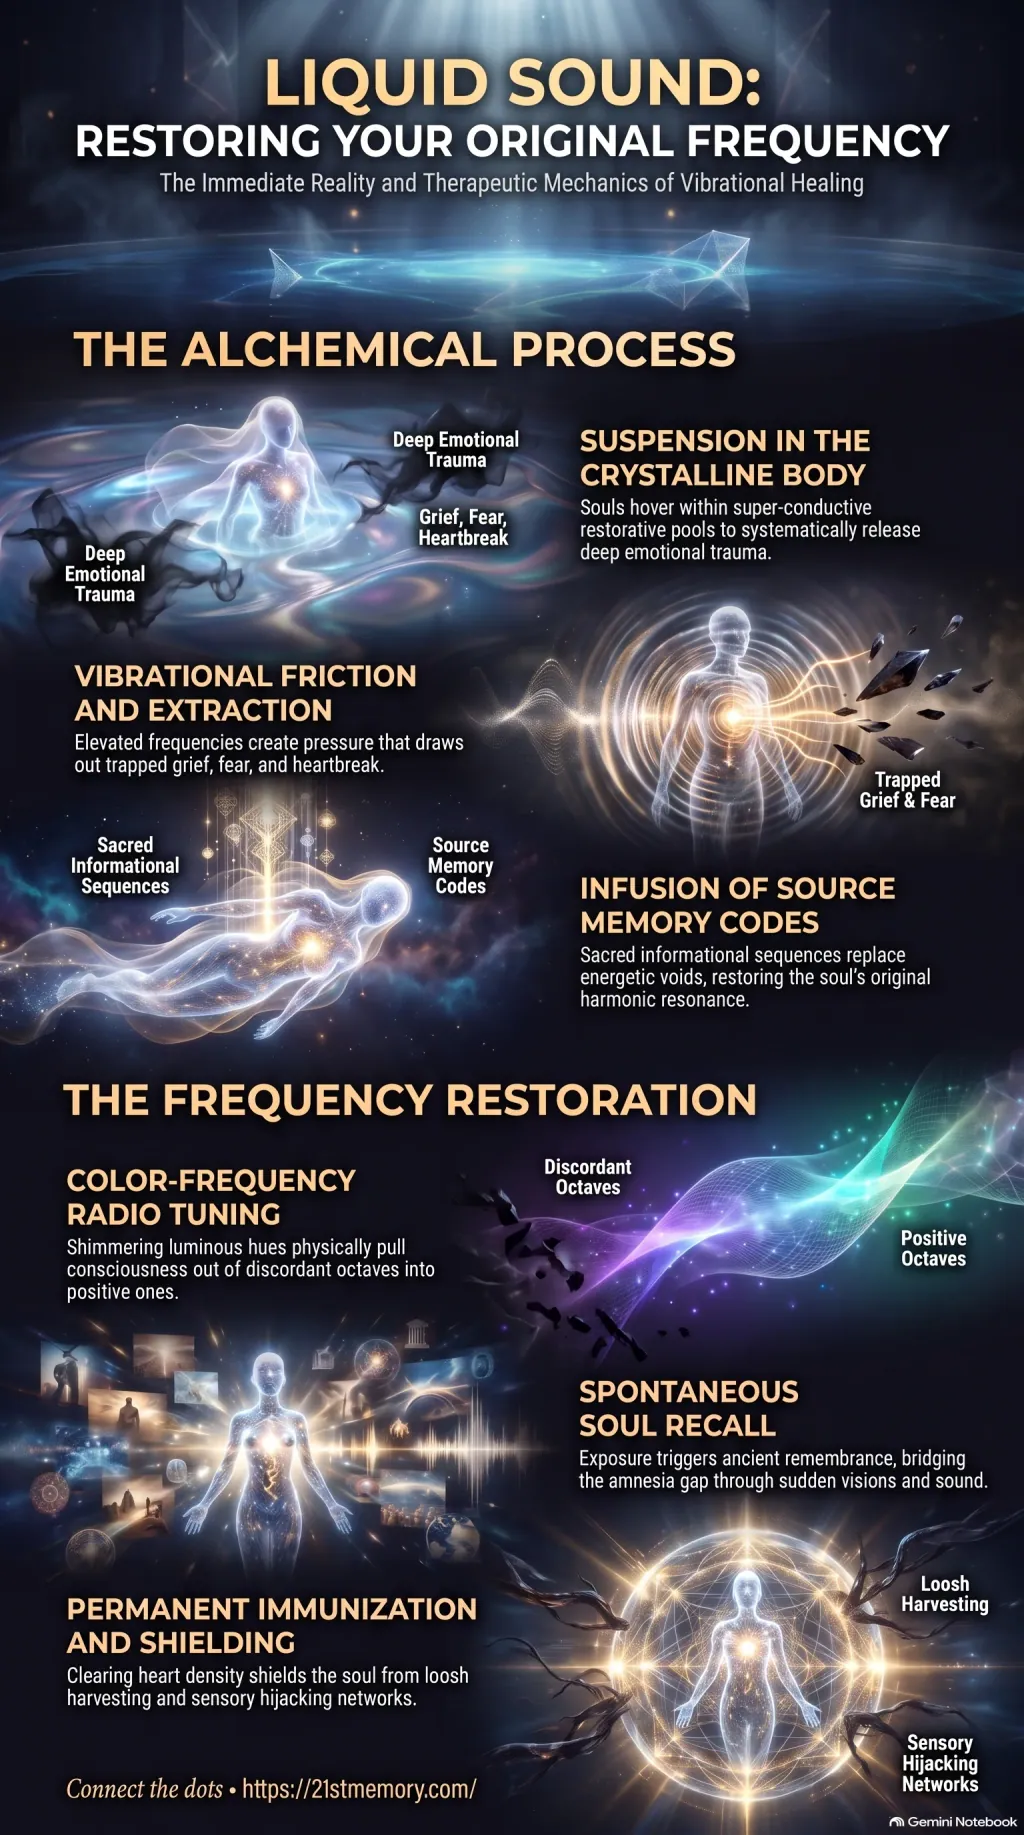 LIQUID SOUND:
RESTORING YOUR ORIGINAL FREQUENCY
The Immediate Reality and Therapeutic Mechanics of Vibrational Healing
THE ALCHEMICAL PROCESS
Deep Emotional
Trauma
Grief, Fear,
Heartbreak
Deep
Emotional
Trauma
SUSPENSION IN THE
CRYSTALLINE BODY
Souls hover within super-conductive
restorative pools to systematically release
deep emotional trauma.
VIBRATIONAL FRICTION
AND EXTRACTION
Elevated frequencies create pressure that draws
out trapped grief, fear, and heartbreak.
Trapped
Grief & Fear
Sacred
Informational
Sequences
Source
Memory
Codes
INFUSION OF SOURCE
MEMORY CODES
Sacred informational sequences replace
energetic voids, restoring the soul's original
harmonic resonance.
THE FREQUENCY RESTORATION
COLOR-FREQUENCY
RADIO TUNING
Shimmering luminous hues physically pull
consciousness out of discordant octaves into
positive ones.
Discordant
Octaves
Positive
Octaves
SPONTANEOUS
SOUL RECALL
Exposure triggers ancient remembrance, bridging
the amnesia gap through sudden visions and sound.
PERMANENT IMMUNIZATION
AND SHIELDING
Clearing heart density shields the soul from loosh
harvesting and sensory hijacking networks.
Loosh
Harvesting
Sensory
Hijacking
Networks
Connect the dots • https://21stmemory.com/
Gemini Notebook